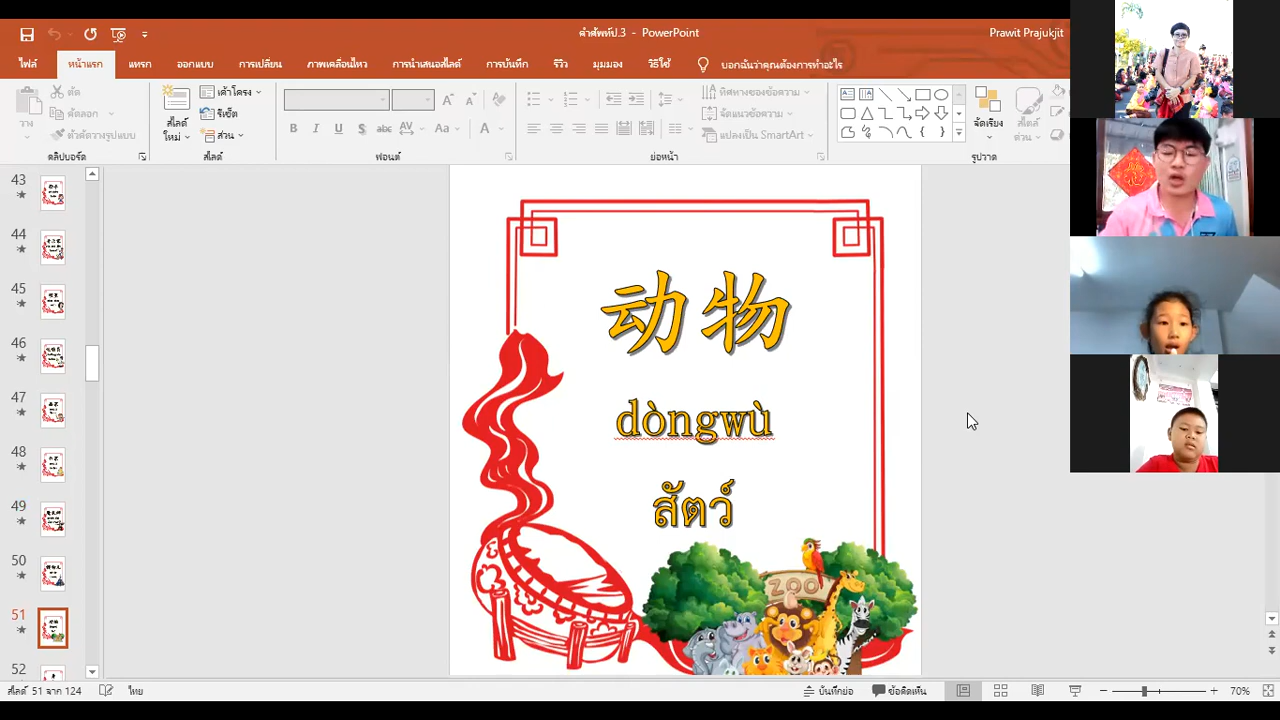 คำศัพท์ป.3 - PowerPoint
Prawit Prajukjit
ไฟล์ หน้าแรก แทรก ออกแบบ การเปลี่ยน ภาพเคลื่อนไหว การนำเสนอสไลด์ การบันทึก รีวิว มุมมอง วิธีใช้ บอกฉันว่าคุณต้องการทำอะไร
วาง
ตัด
คัดลอก
ตัวคัดวางรูปแบบ
คลิปบอร์ด
สไลด์
ใหม่
เค้าโครง
รีเซ็ต
ส่วน
สไลด์
B I U S abc AV Aa A
ฟอนต์
ทิศทางของข้อความ
จัดแนวข้อความ
แปลงเป็น SmartArt
ย่อหน้า
จัดเรียง
สไตล์
ด่วน
รูปวาด
43
44
45
46
47
48
49
50
51
52
动物
dòngwù
สัตว์
ZOO
สไลด์ 51 จาก 124
ไทย
บันทึกย่อ
ข้อคิดเห็น
70%